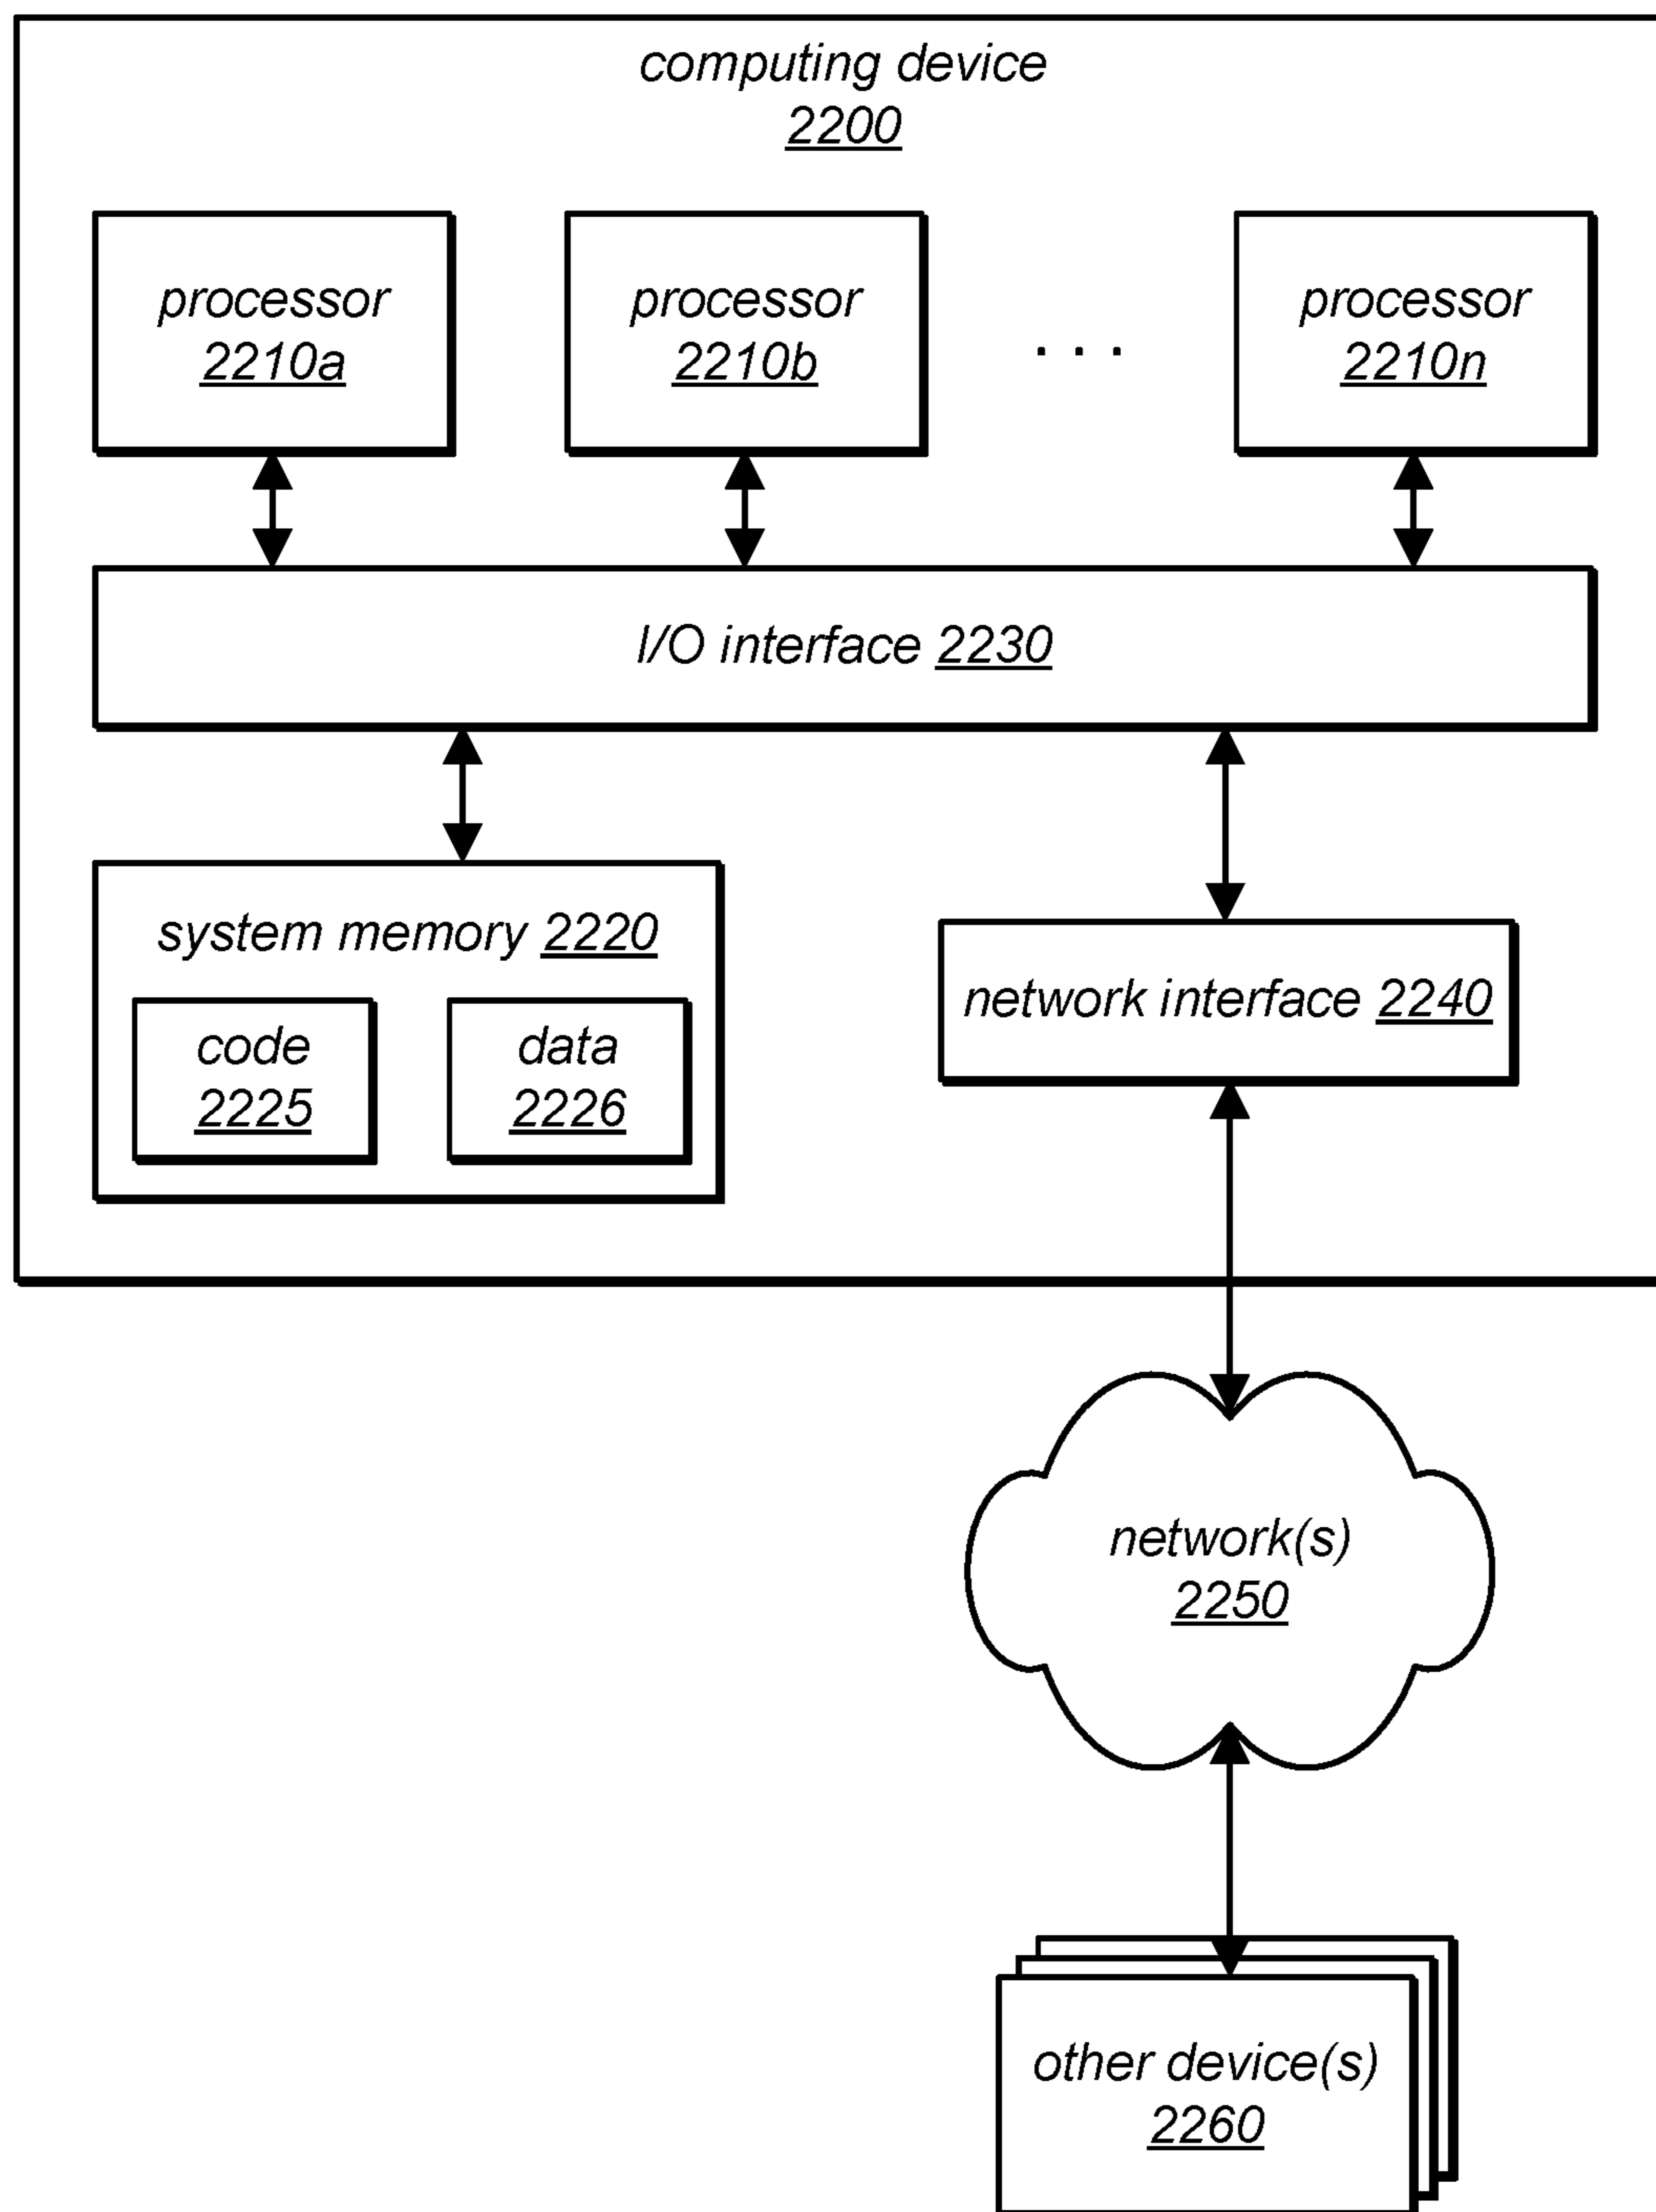 computing device
2200
processor
2210a
processor
2210b
. . .
processor
2210n
I/O interface 2230
system memory 2220
code
2225
data
2226
network interface 2240
network(s)
2250
other device(s)
2260